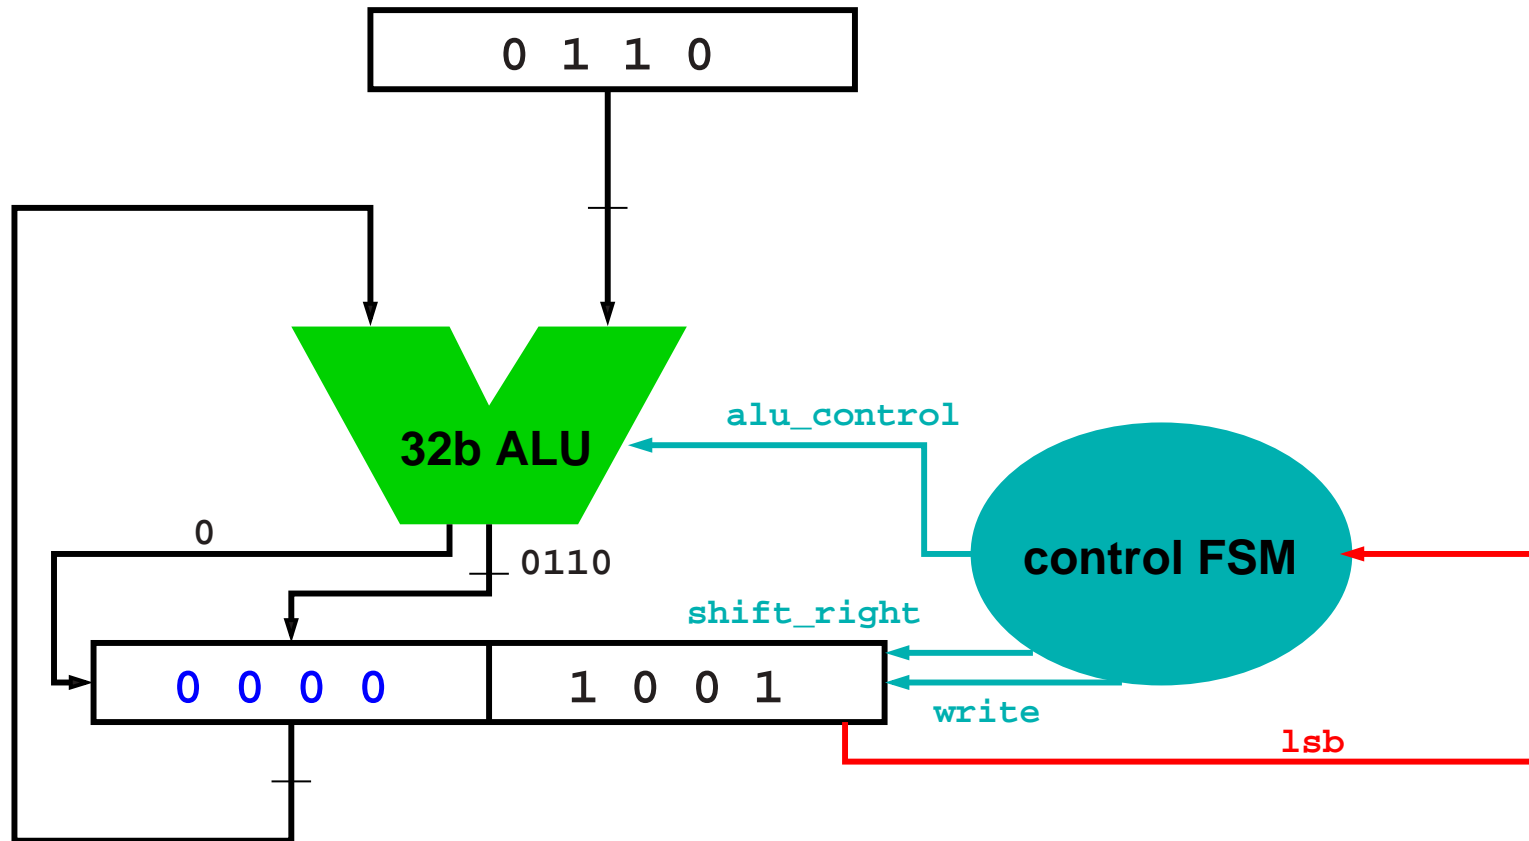 0 1 1 0
alu_control
32b ALU
0
0110
control FSM
shift_right
0 0 0 0
1 0 0 1
write
lsb